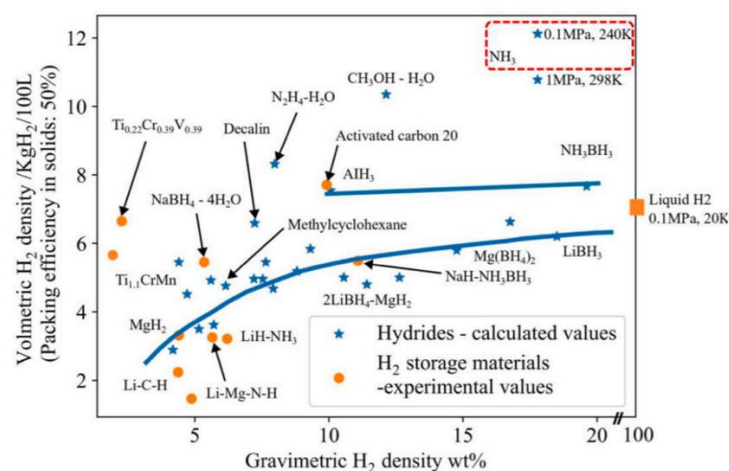 12
10
8
6
4
2
Volmetric H₂ density /KgH₂/100L
(Packing efficiency in solids: 50%)
0.1MPa, 240K
NH₃
1MPa, 298K
CH₃OH - H₂O
N₂H₄-H₂O
Ti₀.₂₂Cr₀.₃₉V₀.₃₉
Decalin
Activated carbon 20
NH₃BH₃
AlH₃
NaBH₄ - 4H₂O
Liquid H2
0.1MPa, 20K
Methylcyclohexane
Mg(BH₄)₂
LiBH₃
Ti₁.₁CrMn
NaH-NH₃BH₃
2LiBH₄-MgH₂
MgH₂
LiH-NH₃
Li-C-H
Li-Mg-N-H
Hydrides - calculated values
H₂ storage materials
-experimental values
5
10
15
20
100
Gravimetric H₂ density wt%